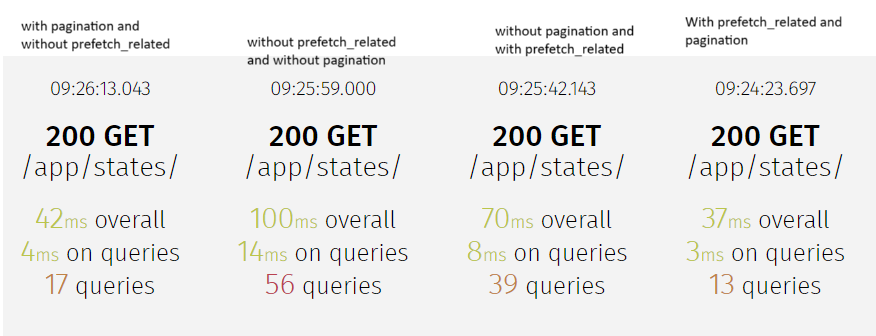 with pagination and
without prefetch_related
09:26:13.043
200 GET
/app/states/
42ms overall
4ms on queries
17 queries
without prefetch_related
and without pagination
09:25:59.000
200 GET
/app/states/
100ms overall
14ms on queries
56 queries
without pagination and
with prefetch_related
09:25:42.143
200 GET
/app/states/
70ms overall
8ms on queries
39 queries
With prefetch_related and
pagination
09:24:23.697
200 GET
/app/states/
37ms overall
3ms on queries
13 queries